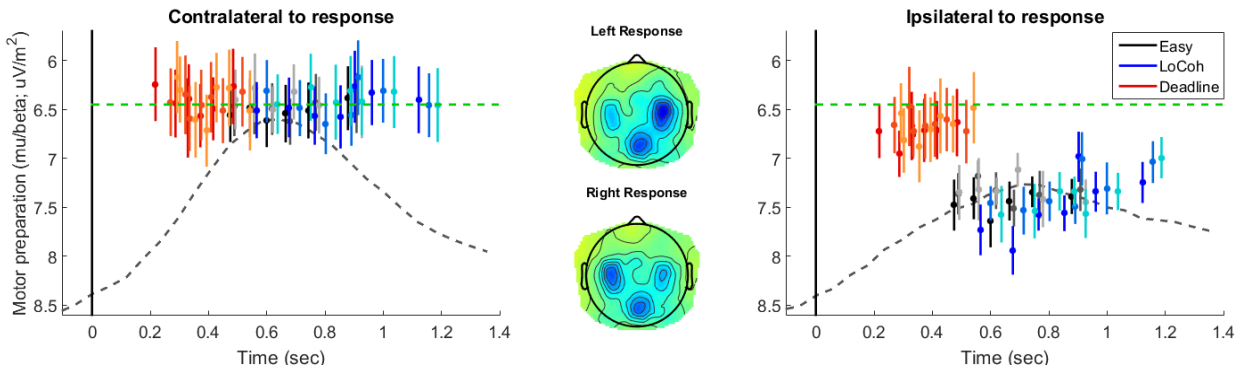 Contralateral to response
Motor preparation (mu/beta; uV/m²)
6
6.5
7
7.5
8
8.5
0
0.2
0.4
0.6
0.8
1
1.2
1.4
Time (sec)
Left Response
Right Response
Ipsilateral to response
Easy
LoCoh
Deadline
6
6.5
7
7.5
8
8.5
0
0.2
0.4
0.6
0.8
1
1.2
1.4
Time (sec)